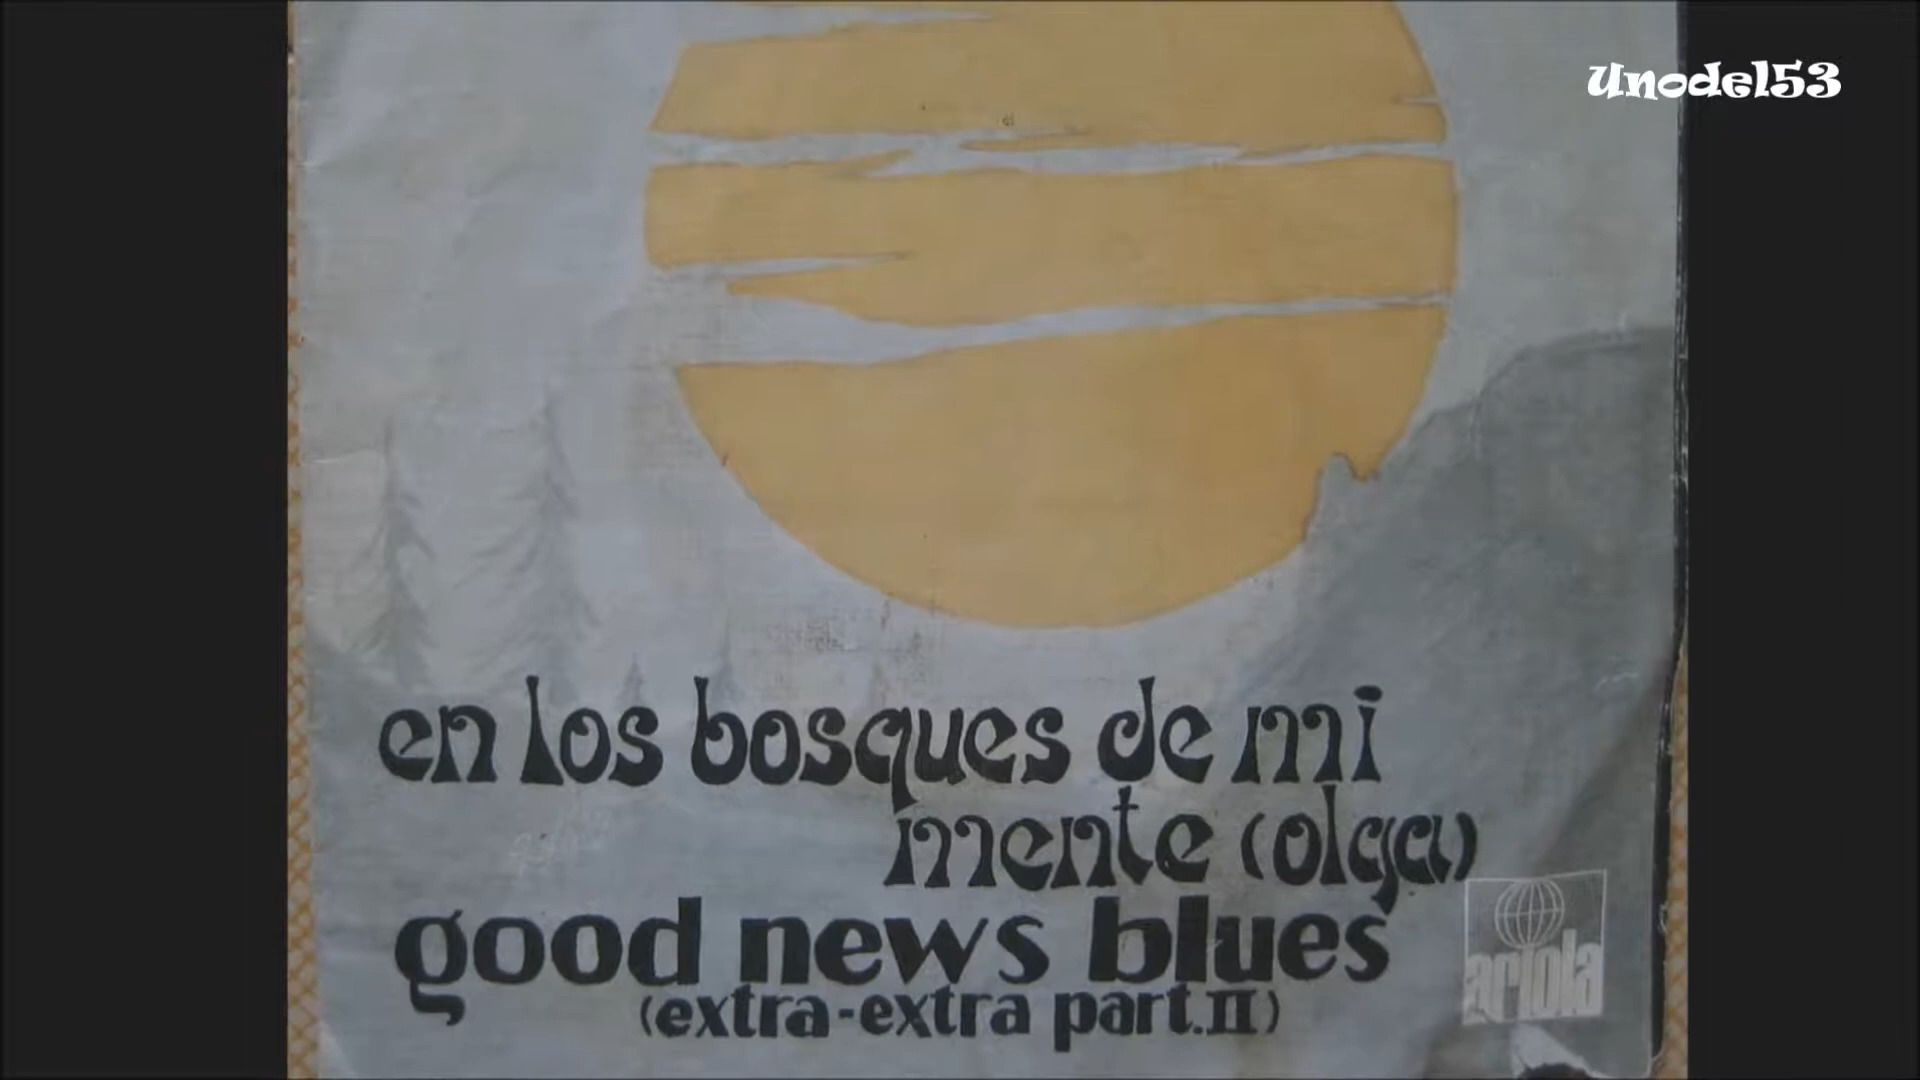 Unodel53
en los bosques de mi
mente (olga)
good news blues
(extra-extra part.II)
ariola